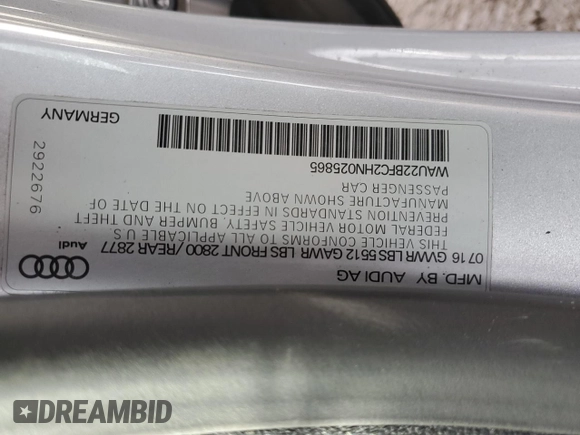 MFD. BY AUDI AG
07 16 GVWR LBS 5512 GAWR LBS FRONT 2800 / REAR 2877
THIS VEHICLE CONFORMS TO ALL APPLICABLE U.S.
FEDERAL MOTOR VEHICLE SAFETY, BUMPER AND THEFT
PREVENTION STANDARDS IN EFFECT ON THE DATE OF
MANUFACTURE SHOWN ABOVE
PASSENGER CAR
WAU22BFC2HN025865
Audi
2922676
GERMANY
$DREAMBID